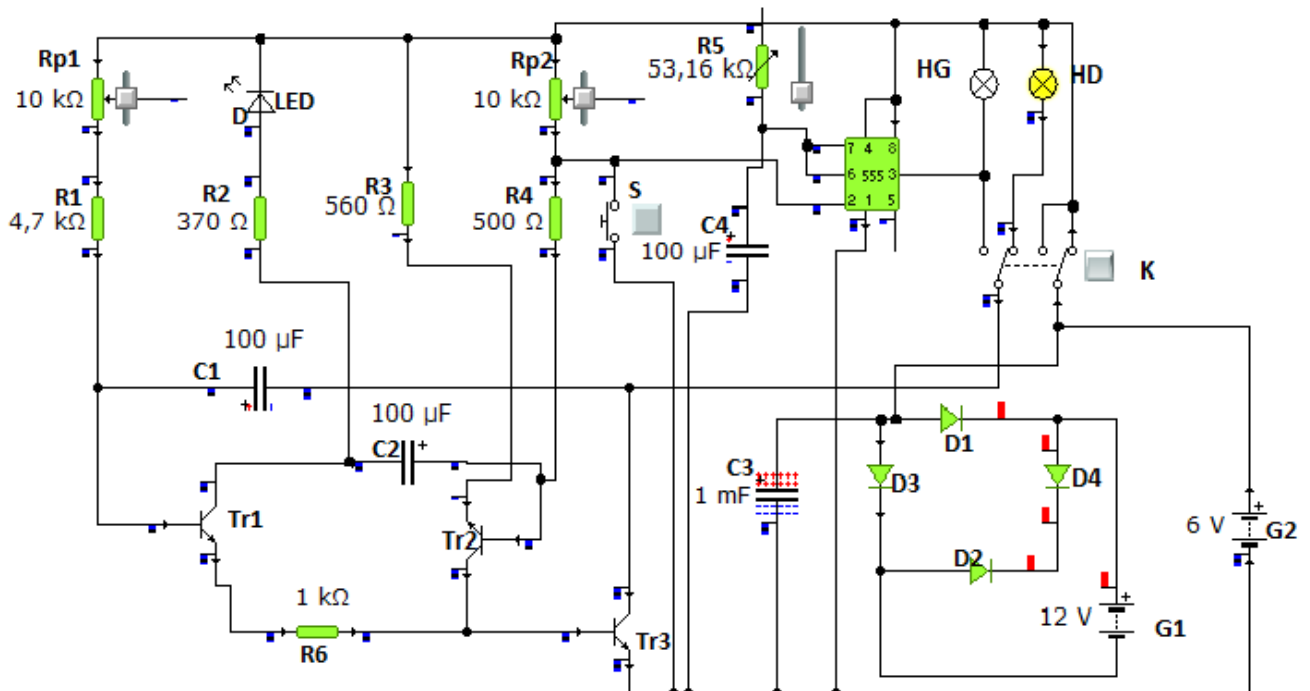 Rp1
10 kΩ
D
LED
Rp2
10 kΩ
R5
53,16 kΩ
HG
HD
R1
4,7 kΩ
R2
370 Ω
R3
560 Ω
R4
500 Ω
S
C4
100 µF
7 4 8
6 555 3
2 1 5
K
100 µF
C1
100 µF
C2
Tr1
Tr2
C3
1 mF
D1
D3
D4
D2
6 V
G2
1 kΩ
R6
Tr3
12 V
G1